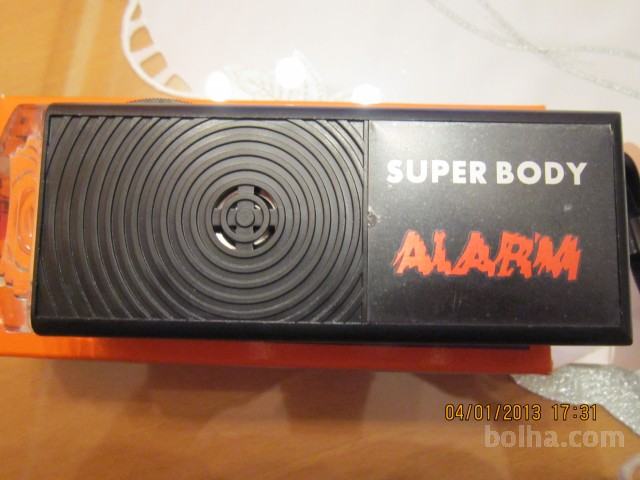 SUPER BODY
ALARM
04/01/2013 17:31
bolha.com